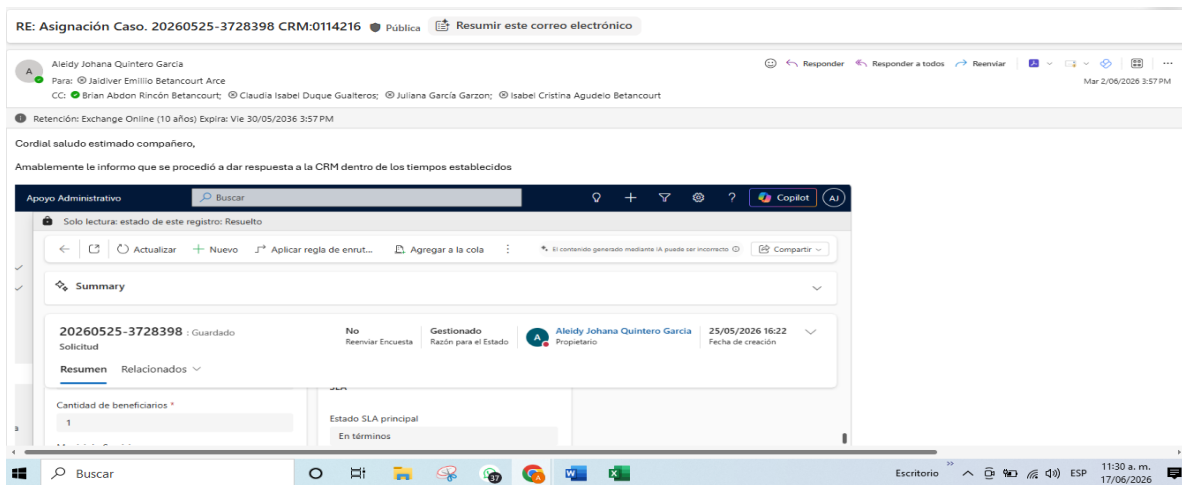 RE: Asignación Caso. 20260525-3728398 CRM:0114216 Pública Resumir este correo electrónico
A
Aleidy Johana Quintero Garcia
Responder Responder a todos Reenviar
Para: Jaldiver Emilio Betancourt Arce
Mar 2/06/2026 3:57 PM
CC: Brian Abdon Rincón Betancourt; Claudia Isabel Duque Gualteros; Juliana García Garzon; Isabel Cristina Agudelo Betancourt
Retención: Exchange Online (10 años) Expira: Vie 30/05/2036 3:57 PM
Cordial saludo estimado compañero,
Amablemente le informo que se procedió a dar respuesta a la CRM dentro de los tiempos establecidos
Apoyo Administrativo Buscar ? Copilot AJ
Solo lectura: estado de este registro: Resuelto
Actualizar Nuevo Aplicar regla de enrut... Agregar a la cola El contenido generado mediante IA puede ser incorrecto Compartir
Summary
20260525-3728398 : Guardado No Gestionado A Aleidy Johana Quintero Garcia 25/05/2026 16:22
Solicitud Reenviar Encuesta Razón para el Estado Propietario Fecha de creación
Resumen Relacionados
SLA
Cantidad de beneficiarios *
1
Estado SLA principal
En términos
Buscar 37 Escritorio ESP 11:30 a. m.
17/06/2026